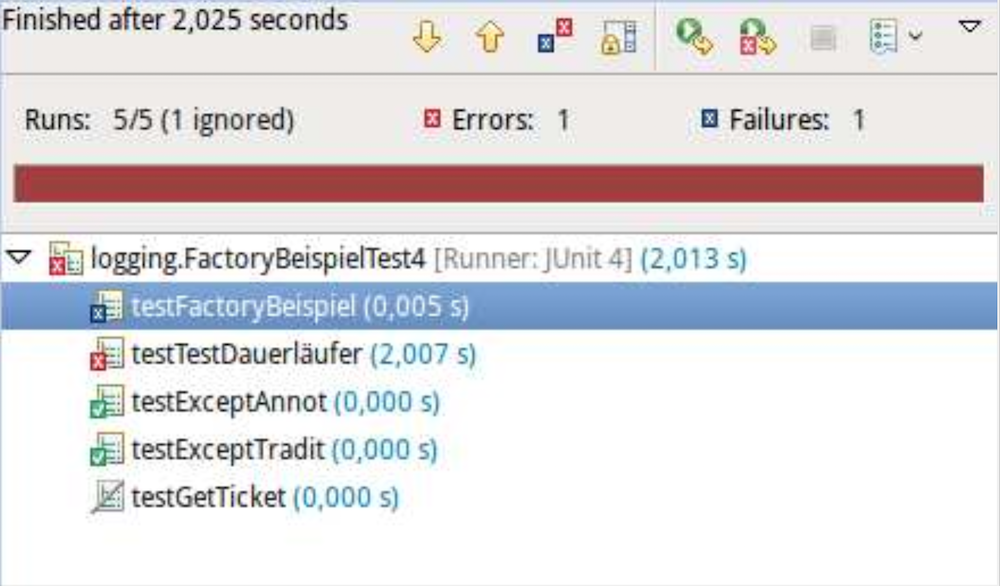 Finished after 2,025 seconds
Runs: 5/5 (1 ignored) Errors: 1 Failures: 1
logging.FactoryBeispielTest4 [Runner: JUnit 4] (2,013 s)
testFactoryBeispiel (0,005 s)
testTestDauerläufer (2,007 s)
testExceptAnnot (0,000 s)
testExceptTradit (0,000 s)
testGetTicket (0,000 s)